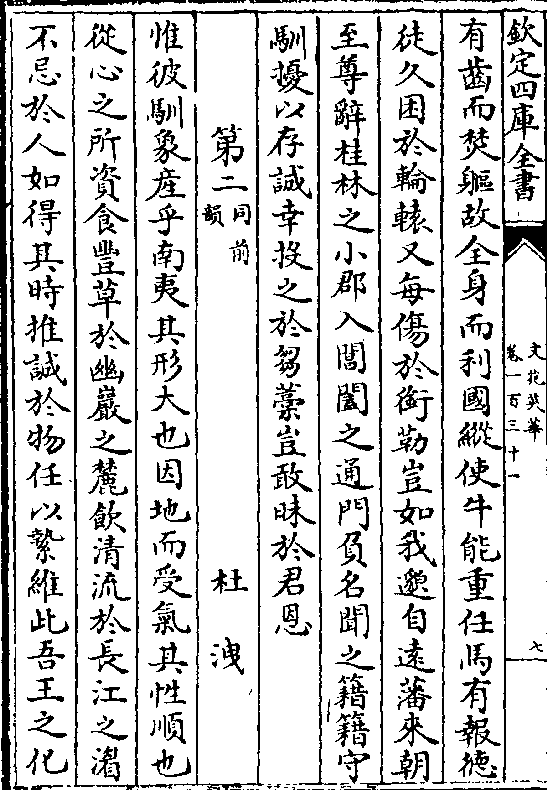 欽定四庫全書
文苑英華
卷一百三十一
七
有齒而焚軀故全身而利國縱使牛能重任馬有報德
徒久困於輪轅又每傷於銜勒豈如我邈自遠藩來朝
至尊辭桂林之小郡入閶闔之通門負名聞之籍籍守
馴擾以存誠幸投之於芻藁豈敢昧於君恩
第二同前韻 杜洩
惟彼馴象産乎南夷其形大也因地而受氣其性順也
從心之所資食豐草於幽巖之麓飲清流於長江之湄
不忌於人如得其時推誠於物任以縶維此吾王之化